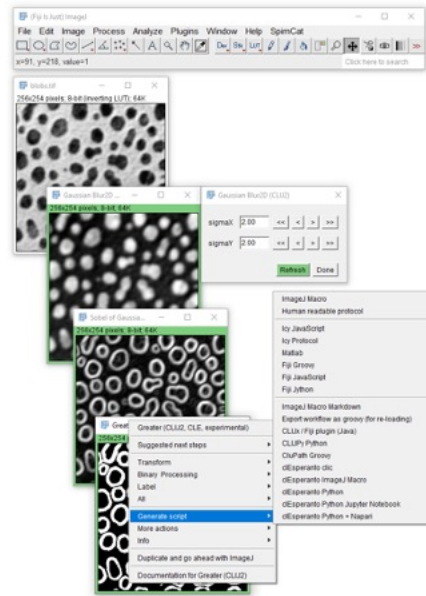 (Fiji Is Just) ImageJ
File Edit Image Process Analyze Plugins Window Help SpimCat
Dev Stk LUT
x=91, y=218, value=1
Click here to search
blobs.tif
256x254 pixels; 8-bit (inverting LUT); 64K
Gaussian Blur2D ...
256x254 pixels; 8-bit; 64K
Gaussian Blur2D (CLIJ2)
sigmaX 2.00 << < > >>
sigmaY 2.00 << < > >>
Refresh Done
Sobel of Gaussia...
256x254 pixels; 8-bit; 64K
Great
256x254
Greater (CLIJ2, CLE, experimental)
Suggested next steps
Transform
Binary Processing
Label
All
Generate script
More actions
Info
Duplicate and go ahead with ImageJ
Documentation for Greater (CLIJ2)
ImageJ Macro
Human readable protocol
Icy JavaScript
Icy Protocol
Matlab
Fiji Groovy
Fiji JavaScript
Fiji Jython
ImageJ Macro Markdown
Export workflow as groovy (for re-loading)
CLIJx / Fiji plugin (Java)
CLIJPy Python
CluPath Groovy
clEsperanto clic
clEsperanto ImageJ Macro
clEsperanto Python
clEsperanto Python Jupyter Notebook
clEsperanto Python + Napari